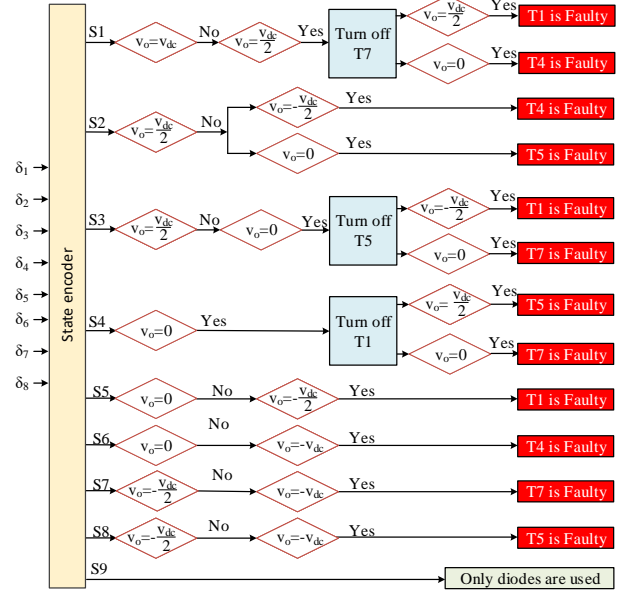 δ1
δ2
δ3
δ4
δ5
δ6
δ7
δ8
State encoder
S1 vo=vdc No vo=vdc/2 Yes Turn off T7 vo=vdc/2 Yes T1 is Faulty
vo=0 Yes T4 is Faulty
S2 vo=vdc/2 No vo=-vdc/2 Yes T4 is Faulty
vo=0 Yes T5 is Faulty
S3 vo=vdc/2 No vo=0 Yes Turn off T5 vo=-vdc/2 Yes T1 is Faulty
vo=0 Yes T7 is Faulty
S4 vo=0 Yes Turn off T1 vo=vdc/2 Yes T5 is Faulty
vo=0 Yes T7 is Faulty
S5 vo=0 No vo=-vdc/2 Yes T1 is Faulty
S6 vo=0 No vo=-vdc Yes T4 is Faulty
S7 vo=-vdc/2 No vo=-vdc Yes T7 is Faulty
S8 vo=-vdc/2 No vo=-vdc Yes T5 is Faulty
S9 Only diodes are used